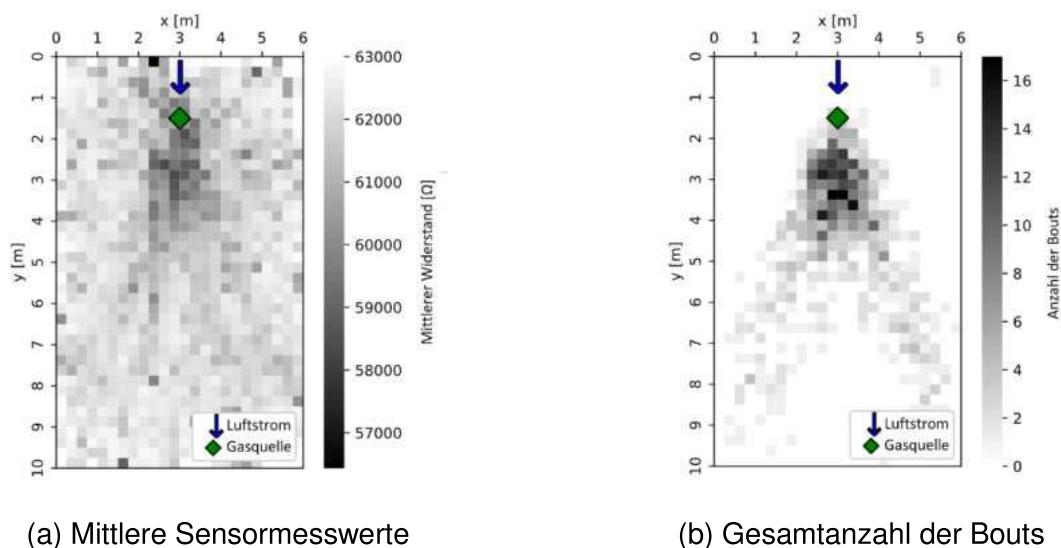 x [m]
0 1 2 3 4 5 6
y [m]
0
1
2
3
4
5
6
7
8
9
10
Luftstrom
Gasquelle
63000
62000
61000
60000
59000
58000
57000
Mittlerer Widerstand [Ω]
(a) Mittlere Sensormesswerte
x [m]
0 1 2 3 4 5 6
y [m]
0
1
2
3
4
5
6
7
8
9
10
Luftstrom
Gasquelle
16
14
12
10
8
6
4
2
0
Anzahl der Bouts
(b) Gesamtanzahl der Bouts